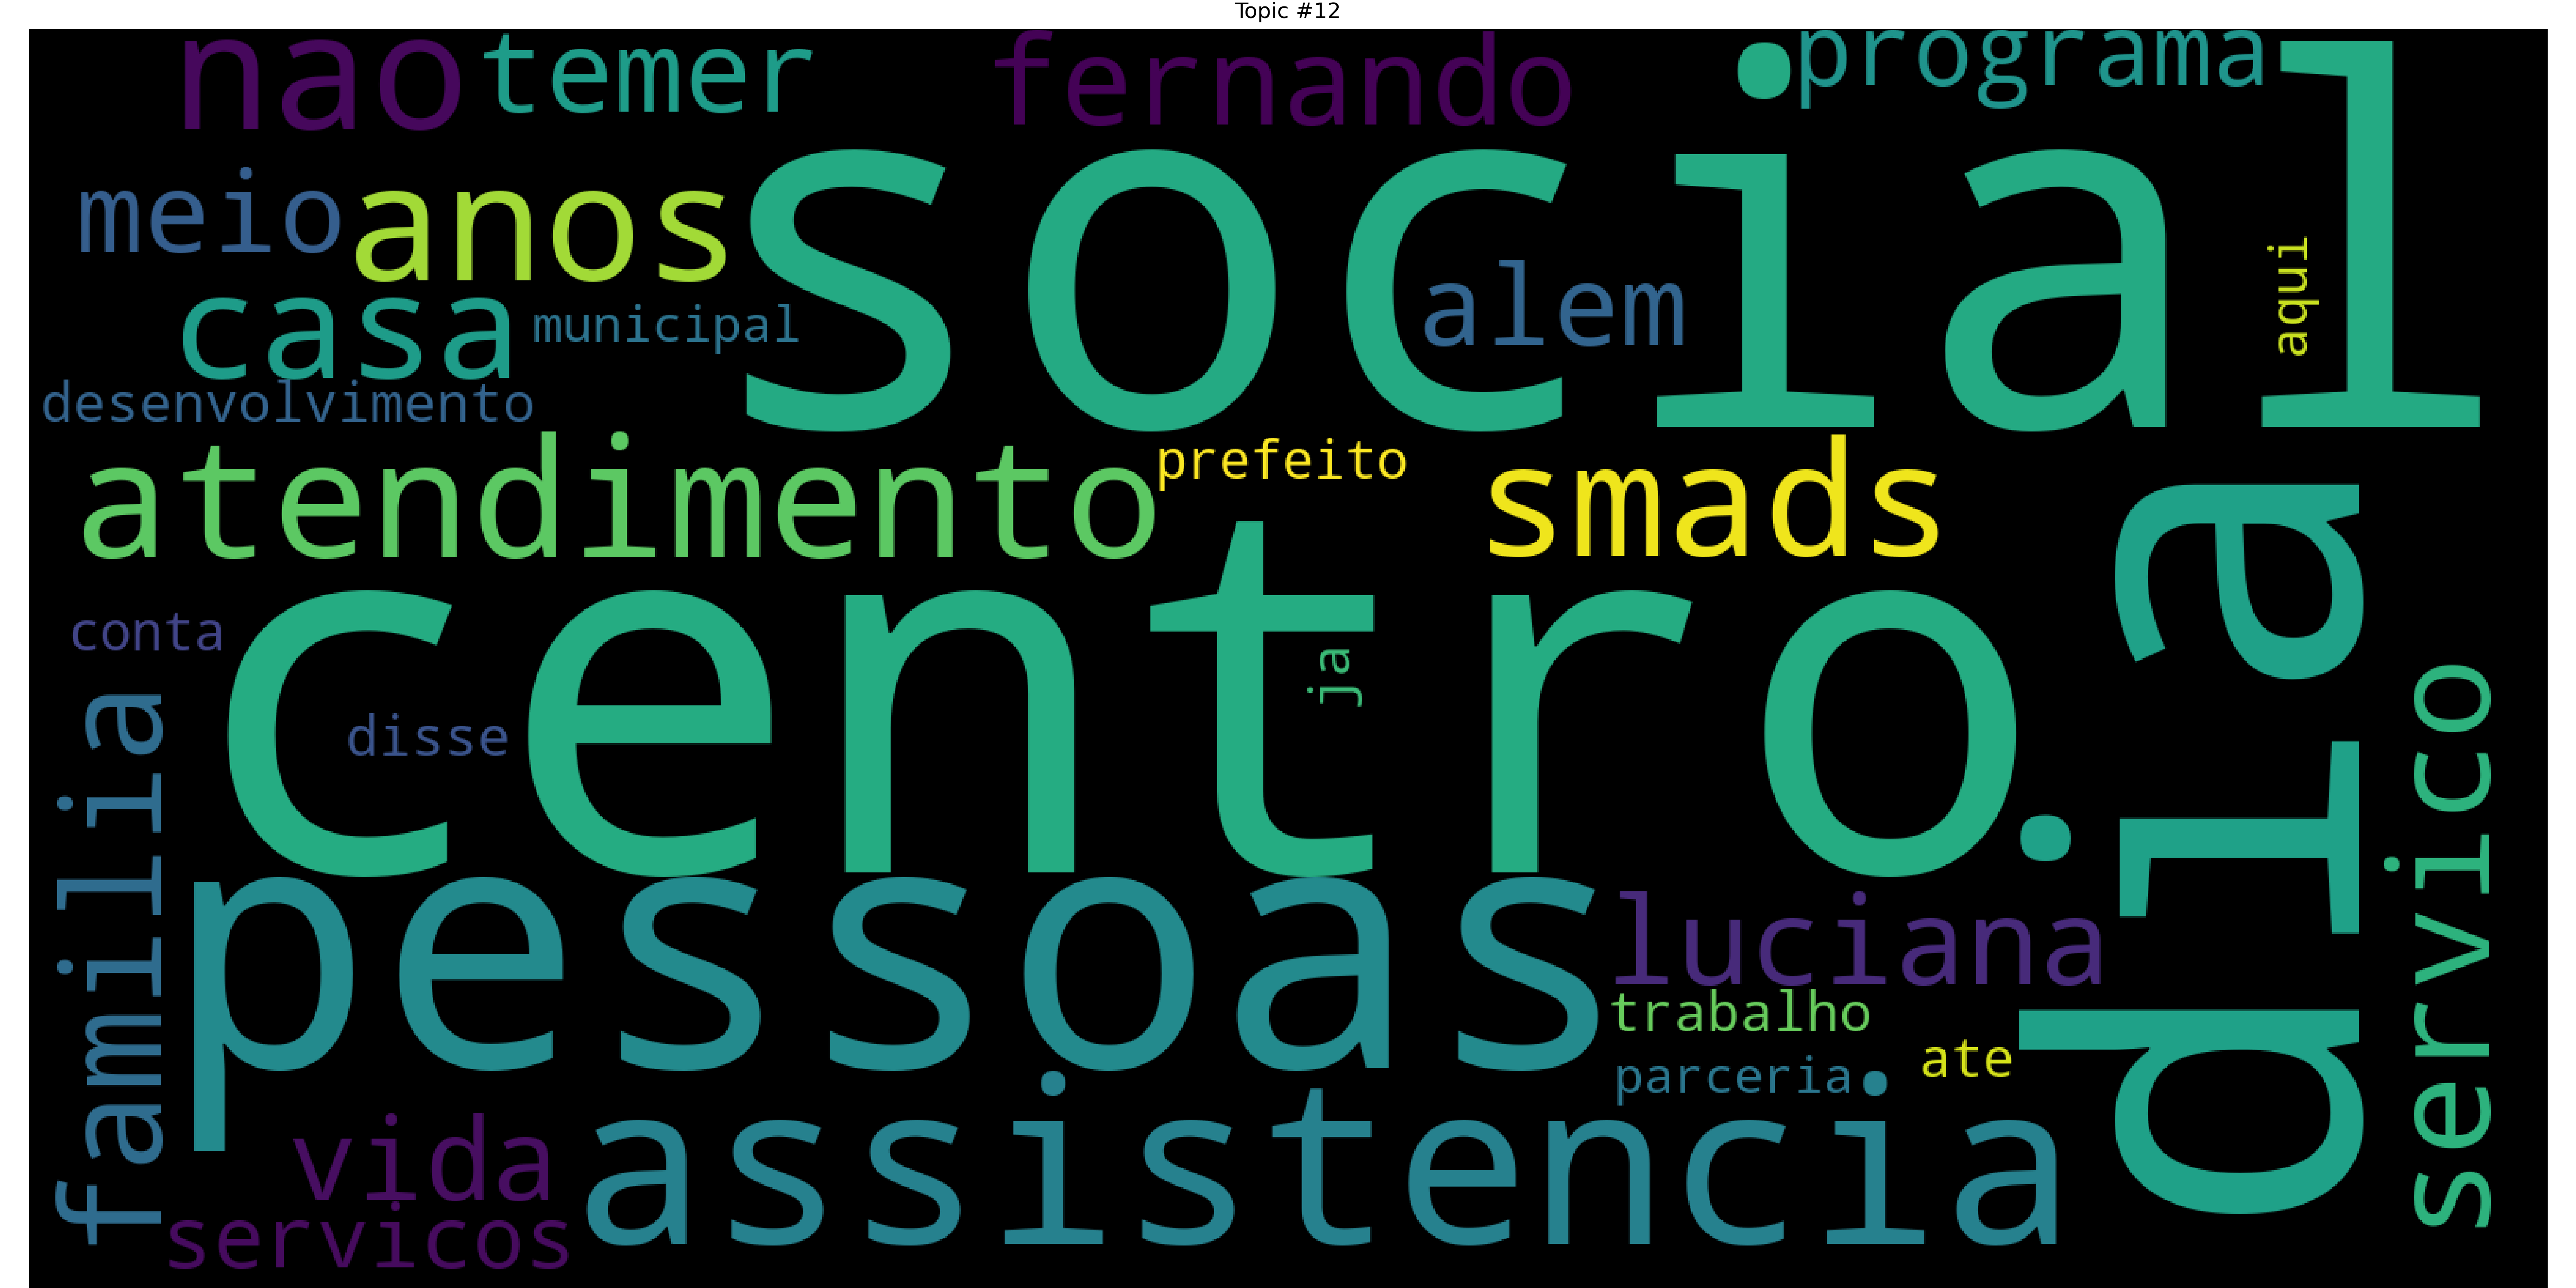 Topic #12
nao
temer
fernando
programa
meio
anos
social
alem
aqui
casa
municipal
desenvolvimento
atendimento
prefeito
smads
centro
conta
ja
disse
dia
servico
familia
pessoas
luciana
trabalho
parceria
ate
vida
assistencia
servicos